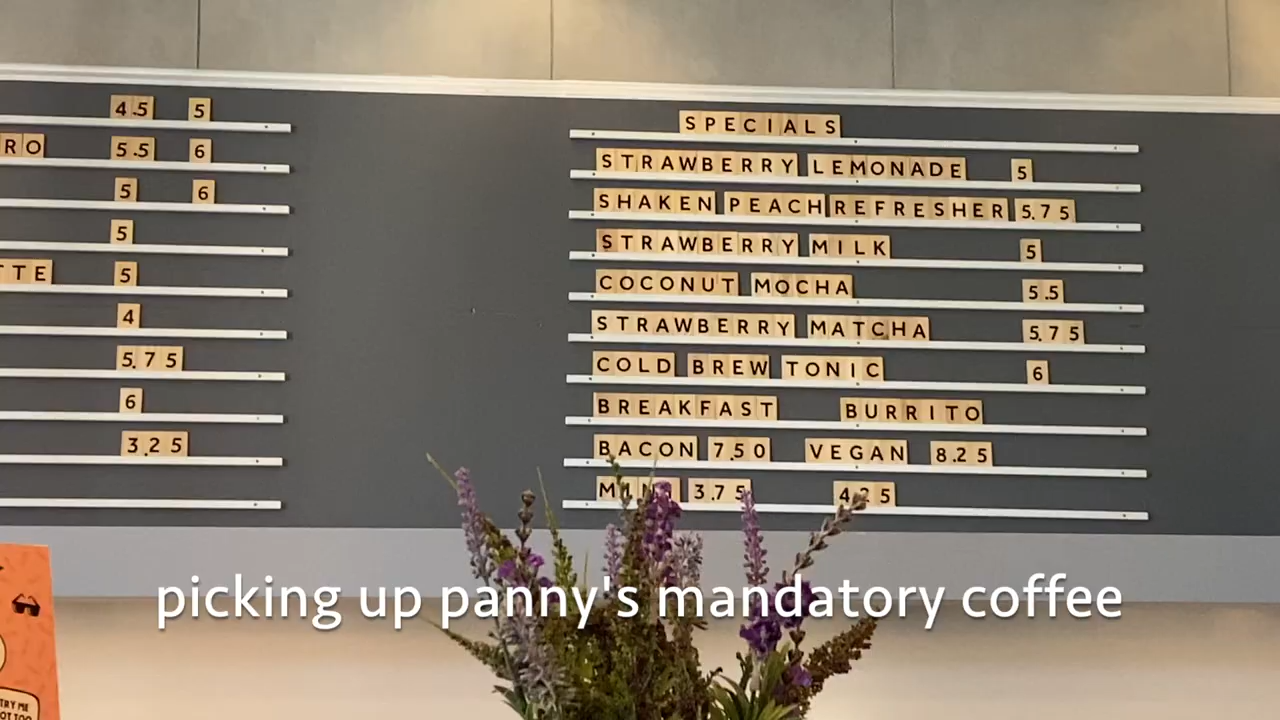 4.5 5
RO 5.5 6
5 6
5
TTE 5
4
5.75
6
3.25
SPECIALS
STRAWBERRY LEMONADE 5
SHAKEN PEACH REFRESHER 5.75
STRAWBERRY MILK 5
COCONUT MOCHA 5.5
STRAWBERRY MATCHA 5.75
COLD BREW TONIC 6
BREAKFAST BURRITO
BACON 7.50 VEGAN 8.25
3.75 4.25
picking up panny's mandatory coffee
TRY ME